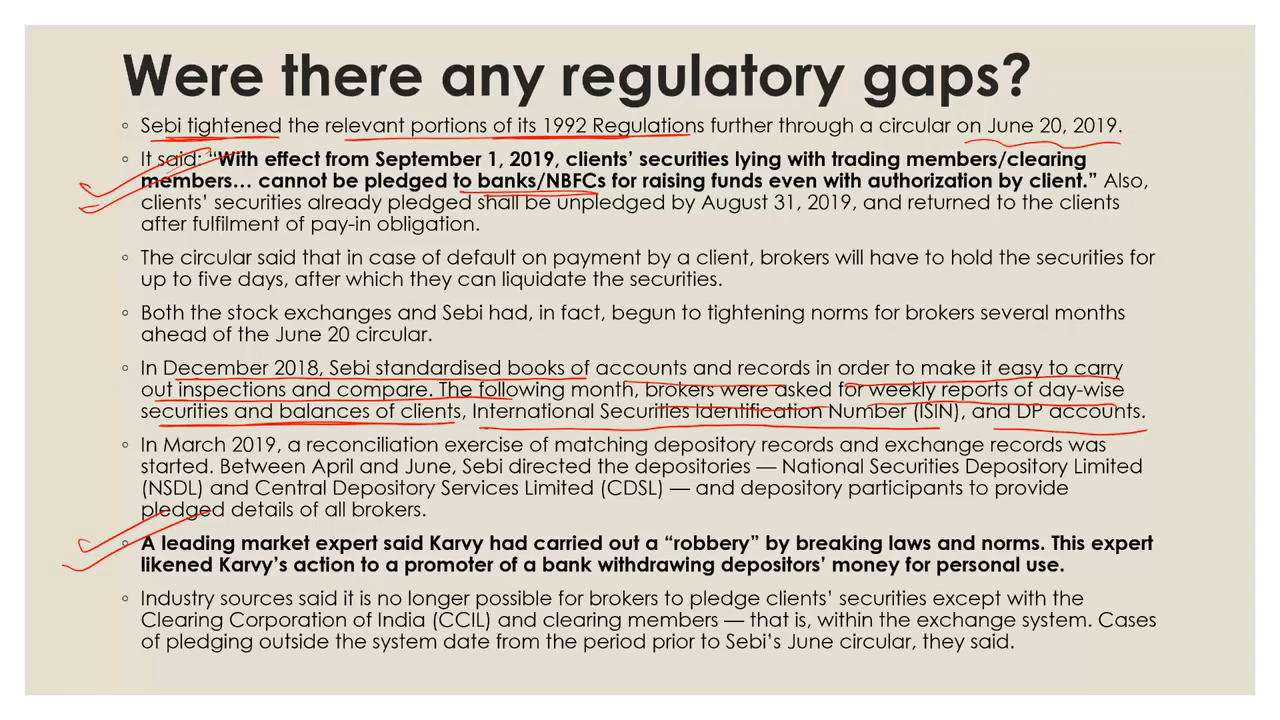 Were there any regulatory gaps?
◦ Sebi tightened the relevant portions of its 1992 Regulations further through a circular on June 20, 2019.
◦ It said: “With effect from September 1, 2019, clients’ securities lying with trading members/clearing
members… cannot be pledged to banks/NBFCs for raising funds even with authorization by client.” Also,
clients’ securities already pledged shall be unpledged by August 31, 2019, and returned to the clients
after fulfilment of pay-in obligation.
◦ The circular said that in case of default on payment by a client, brokers will have to hold the securities for
up to five days, after which they can liquidate the securities.
◦ Both the stock exchanges and Sebi had, in fact, begun to tightening norms for brokers several months
ahead of the June 20 circular.
◦ In December 2018, Sebi standardised books of accounts and records in order to make it easy to carry
out inspections and compare. The following month, brokers were asked for weekly reports of day-wise
securities and balances of clients, International Securities Identification Number (ISIN), and DP accounts.
◦ In March 2019, a reconciliation exercise of matching depository records and exchange records was
started. Between April and June, Sebi directed the depositories — National Securities Depository Limited
(NSDL) and Central Depository Services Limited (CDSL) — and depository participants to provide
pledged details of all brokers.
◦ A leading market expert said Karvy had carried out a “robbery” by breaking laws and norms. This expert
likened Karvy’s action to a promoter of a bank withdrawing depositors’ money for personal use.
◦ Industry sources said it is no longer possible for brokers to pledge clients’ securities except with the
Clearing Corporation of India (CCIL) and clearing members — that is, within the exchange system. Cases
of pledging outside the system date from the period prior to Sebi’s June circular, they said.